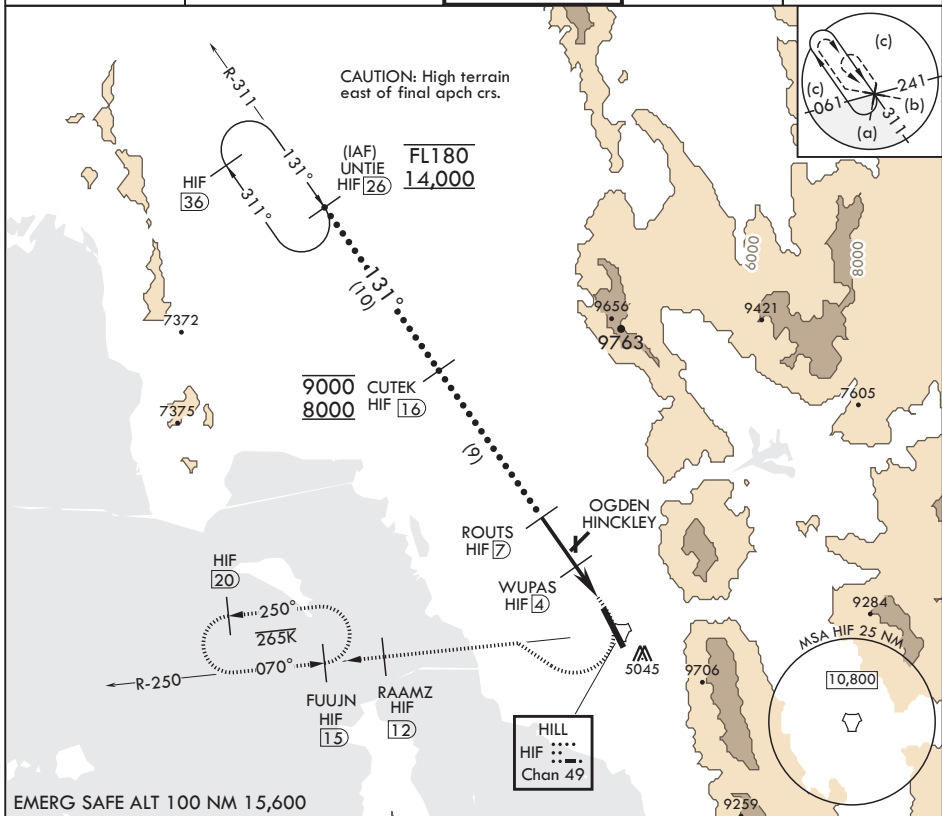 R-311
CAUTION: High terrain
east of final apch crs.
(c)
(c)
241
061
(b)
311
(a)
131°
311°
HIF
36
(IAF)
UNTIE
HIF 26
FL180
14,000
131°
(10)
7372
7375
9000
8000
CUTEK
HIF 16
(9)
9656
9763
9421
6000
8000
7605
ROUTS
HIF 7
OGDEN
HINCKLEY
WUPAS
HIF 4
HIF
20
250°
265K
070°
R-250
FUUJN
HIF
15
RAAMZ
HIF
12
5045
9284
9706
MSA HIF 25 NM
10,800
HILL
HIF
Chan 49
9259
EMERG SAFE ALT 100 NM 15,600